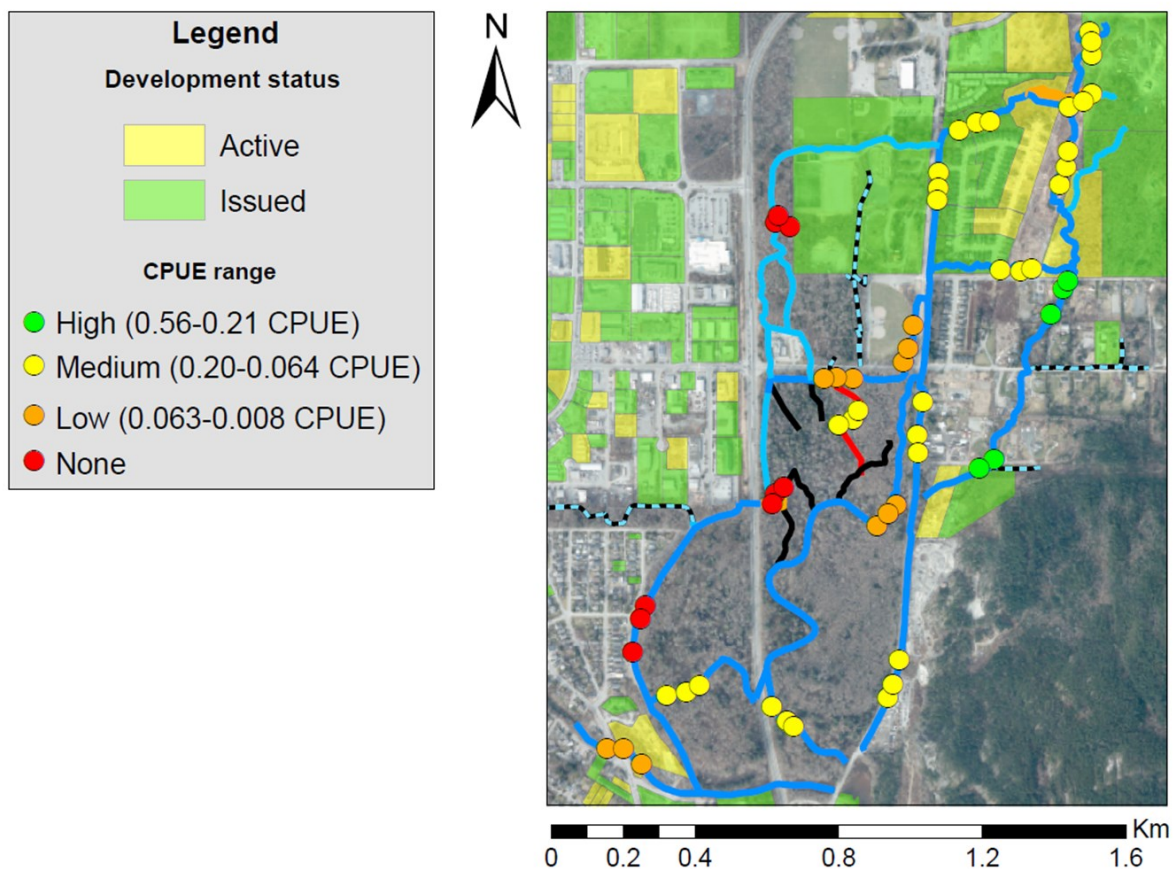 Legend
Development status
Active
Issued
CPUE range
High (0.56-0.21 CPUE)
Medium (0.20-0.064 CPUE)
Low (0.063-0.008 CPUE)
None
N
Km
0 0.2 0.4 0.8 1.2 1.6